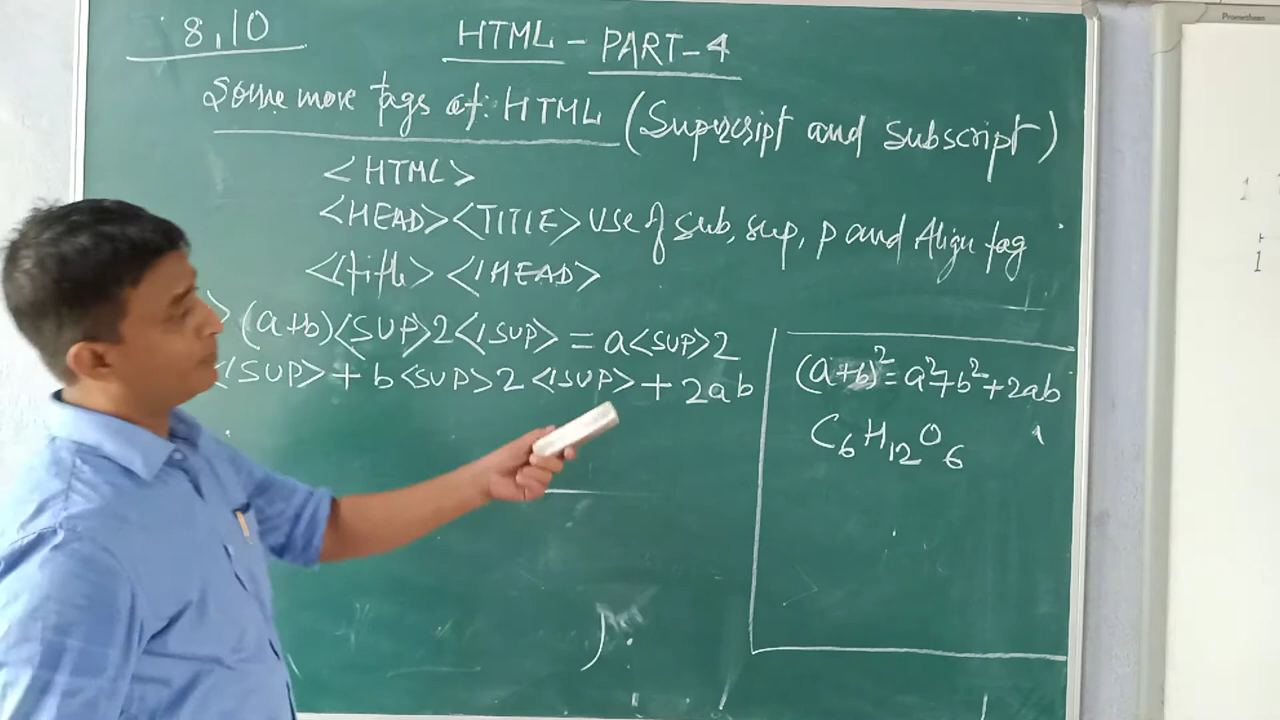 8,10
HTML - PART-4
Some more tags of: HTML (Superscript and subscript)
<HTML>
<HEAD><TITLE> Use of sub, sup, p and Align tag
</title> </HEAD>
> (a+b)<SUP>2</SUP> = a<SUP>2
</SUP> + b<SUP>2</SUP> + 2ab
(a+b)²=a²+b²+2ab
C₆H₁₂O₆
Promethean